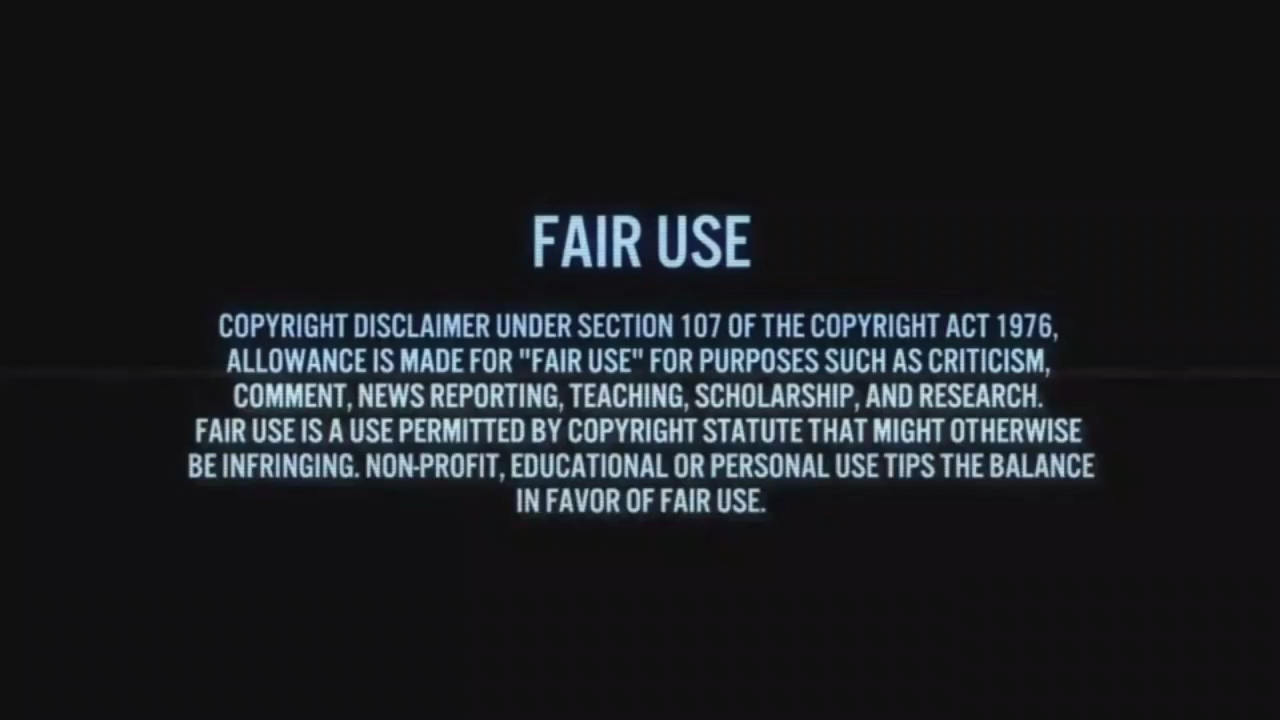 FAIR USE
COPYRIGHT DISCLAIMER UNDER SECTION 107 OF THE COPYRIGHT ACT 1976,
ALLOWANCE IS MADE FOR "FAIR USE" FOR PURPOSES SUCH AS CRITICISM,
COMMENT, NEWS REPORTING, TEACHING, SCHOLARSHIP, AND RESEARCH.
FAIR USE IS A USE PERMITTED BY COPYRIGHT STATUTE THAT MIGHT OTHERWISE
BE INFRINGING. NON-PROFIT, EDUCATIONAL OR PERSONAL USE TIPS THE BALANCE
IN FAVOR OF FAIR USE.